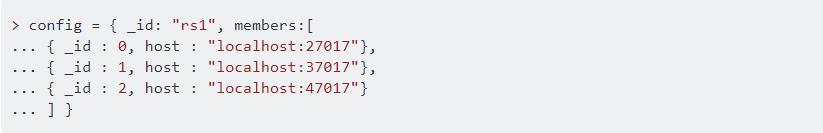 > config = { _id: "rs1", members:[
... { _id : 0, host : "localhost:27017"},
... { _id : 1, host : "localhost:37017"},
... { _id : 2, host : "localhost:47017"}
... ] }